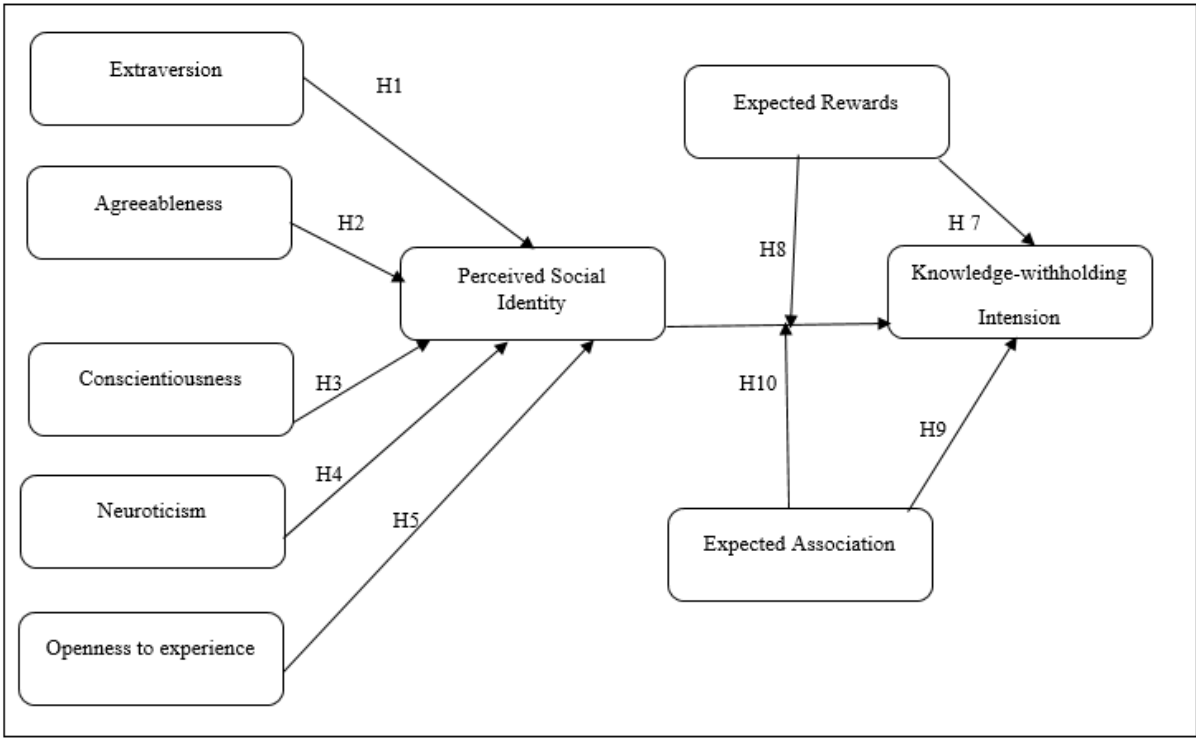 Extraversion
H1
Agreeableness
H2
Conscientiousness
H3
Neuroticism
H4
Openness to experience
H5
Perceived Social
Identity
Expected Rewards
H 7
H8
Knowledge-withholding
Intension
H10
H9
Expected Association